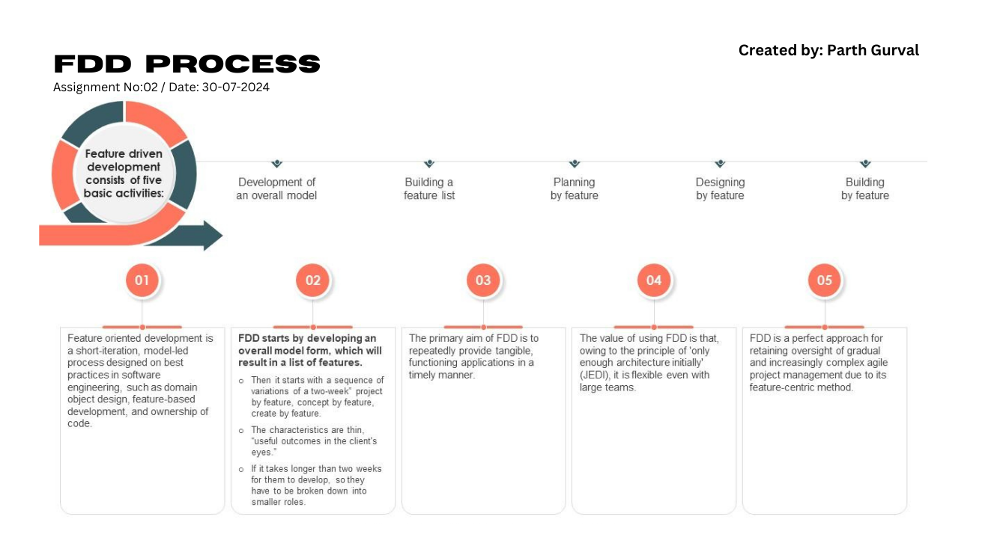 FDD PROCESS
Created by: Parth Gurval
Assignment No:02 / Date: 30-07-2024
Feature driven
development
consists of five
basic activities:
Development of
an overall model
Building a
feature list
Planning
by feature
Designing
by feature
Building
by feature
01
Feature oriented development is
a short-iteration, model-led
process designed on best
practices in software
engineering, such as domain
object design, feature-based
development, and ownership of
code.
02
FDD starts by developing an
overall model form, which will
result in a list of features.
o Then it starts with a sequence of
variations of a two-week” project
by feature, concept by feature,
create by feature.
o The characteristics are thin,
“useful outcomes in the client's
eyes.”
o If it takes longer than two weeks
for them to develop, so they
have to be broken down into
smaller roles.
03
The primary aim of FDD is to
repeatedly provide tangible,
functioning applications in a
timely manner.
04
The value of using FDD is that,
owing to the principle of 'only
enough architecture initially'
(JEDI), it is flexible even with
large teams.
05
FDD is a perfect approach for
retaining oversight of gradual
and increasingly complex agile
project management due to its
feature-centric method.